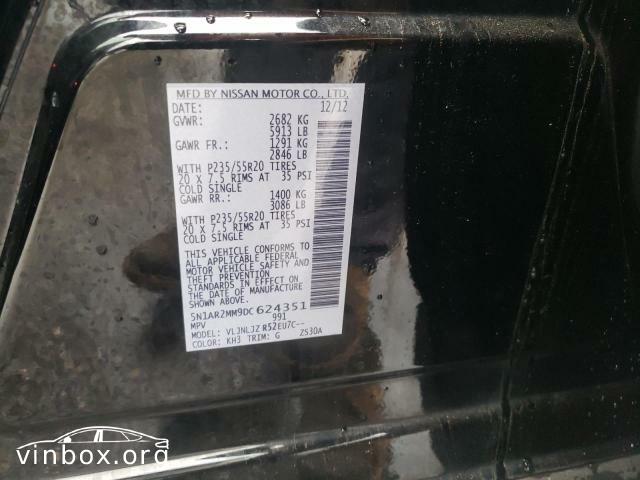 MFD BY NISSAN MOTOR CO., LTD.
DATE: 12/12
GVWR: 2682 KG
5913 LB
GAWR FR.: 1291 KG
2846 LB
WITH P235/55R20 TIRES
20 X 7.5 RIMS AT 35 PSI
COLD SINGLE
GAWR RR.: 1400 KG
3086 LB
WITH P235/55R20 TIRES
20 X 7.5 RIMS AT 35 PSI
COLD SINGLE
THIS VEHICLE CONFORMS TO
ALL APPLICABLE FEDERAL
MOTOR VEHICLE SAFETY AND
THEFT PREVENTION
STANDARDS IN EFFECT ON
THE DATE OF MANUFACTURE
SHOWN ABOVE.
5N1AR2MM9DC 624351
MPV 991
MODEL: VLJNLJZ R52EU7C--
COLOR: KH3 TRIM: G ZS30A
vinbox.org